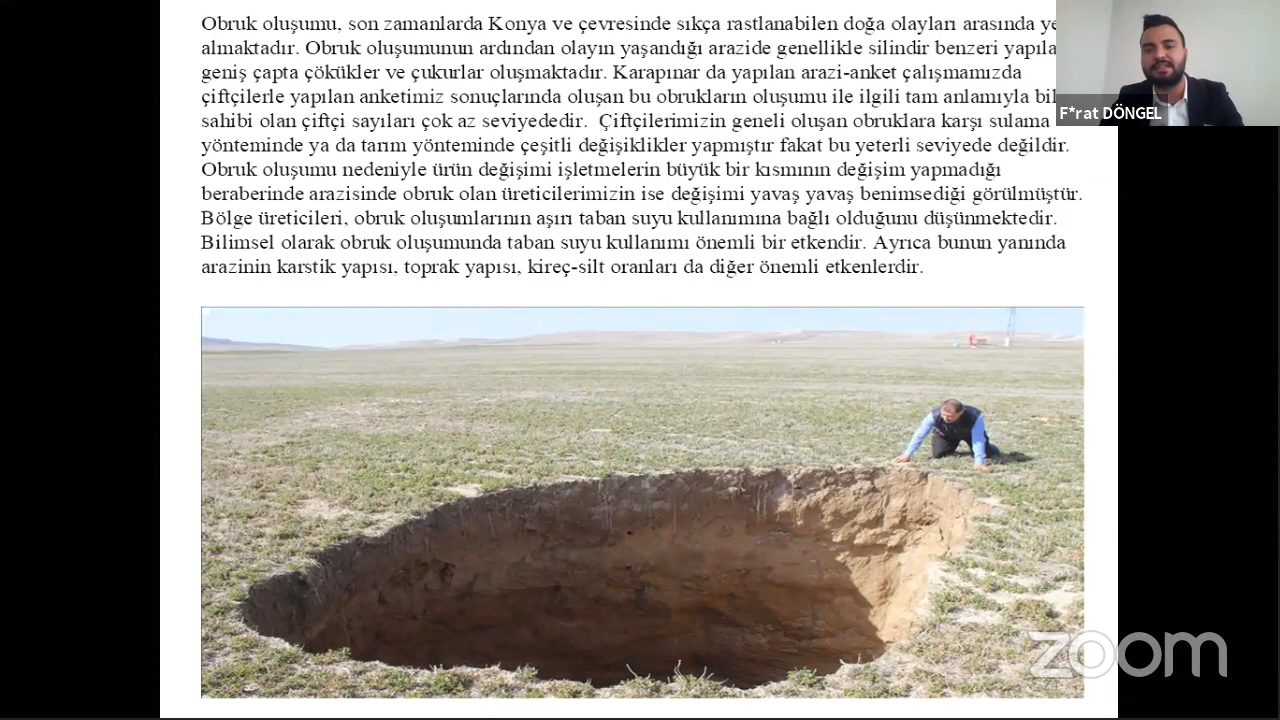 Obruk oluşumu, son zamanlarda Konya ve çevresinde sıkça rastlanabilen doğa olayları arasında
almaktadır. Obruk oluşumunun ardından olayın yaşandığı arazide genellikle silindir benzeri
geniş çapta çökükler ve çukurlar oluşmaktadır. Karapınar da yapılan arazi-anket çalışmamızda
çiftçilerle yapılan anketimiz sonuçlarında oluşan bu obrukların oluşumu ile ilgili tam anlamıyla
sahibi olan çiftçi sayıları çokaz seviyededir. Çiftçilerimizin geneli oluşan obruklara karşı sulama
yönteminde ya da tarım yönteminde çeşitli değişiklikler yapmıştır fakat bu yeterli seviyede değildir.
Obruk oluşumu nedeniyle ürün değişimi işletmelerin büyük bir kısmının değişim yapmadığı
beraberinde arazisinde obruk olan üreticilerimizin ise değişimi yavaş yavaş benimsediği görülmüştür.
Bölge üreticileri, obruk oluşumlarının aşırı taban suyu kullanımına bağlı olduğunu düşünmektedir.
Bilimsel olarak obruk oluşumunda taban suyu kullanımı önemli bir etkendir. Ayrıca bunun yanında
arazinin karstik yapısı, toprak yapısı, kireç-silt oranları da diğer önemli etkenlerdir.
F*rat DÖNGEL
zoom